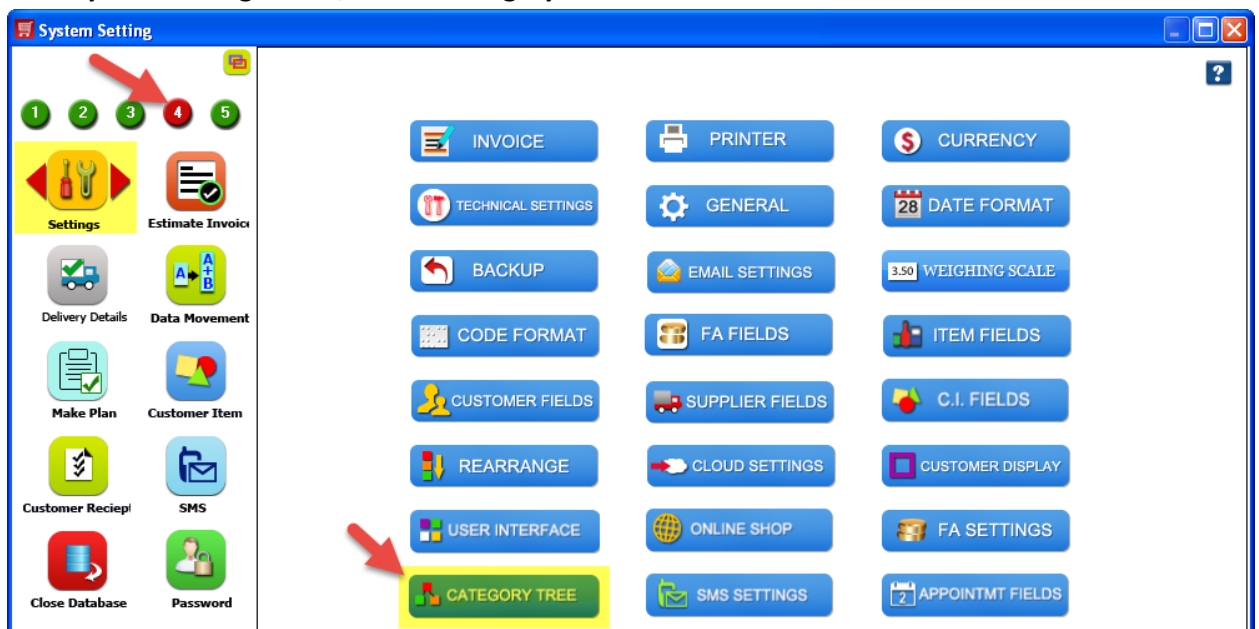 System Setting
?
1 2 3 4 5
INVOICE PRINTER $ CURRENCY
Settings Estimate Invoice
TECHNICAL SETTINGS GENERAL 28 DATE FORMAT
BACKUP EMAIL SETTINGS 3.50 WEIGHING SCALE
A A+B
Delivery Details Data Movement
CODE FORMAT FA FIELDS ITEM FIELDS
Make Plan Customer Item
CUSTOMER FIELDS SUPPLIER FIELDS C.I. FIELDS
REARRANGE CLOUD SETTINGS CUSTOMER DISPLAY
Customer Reciept SMS
USER INTERFACE ONLINE SHOP FA SETTINGS
Close Database Password
CATEGORY TREE SMS SETTINGS 2 APPOINTMT FIELDS